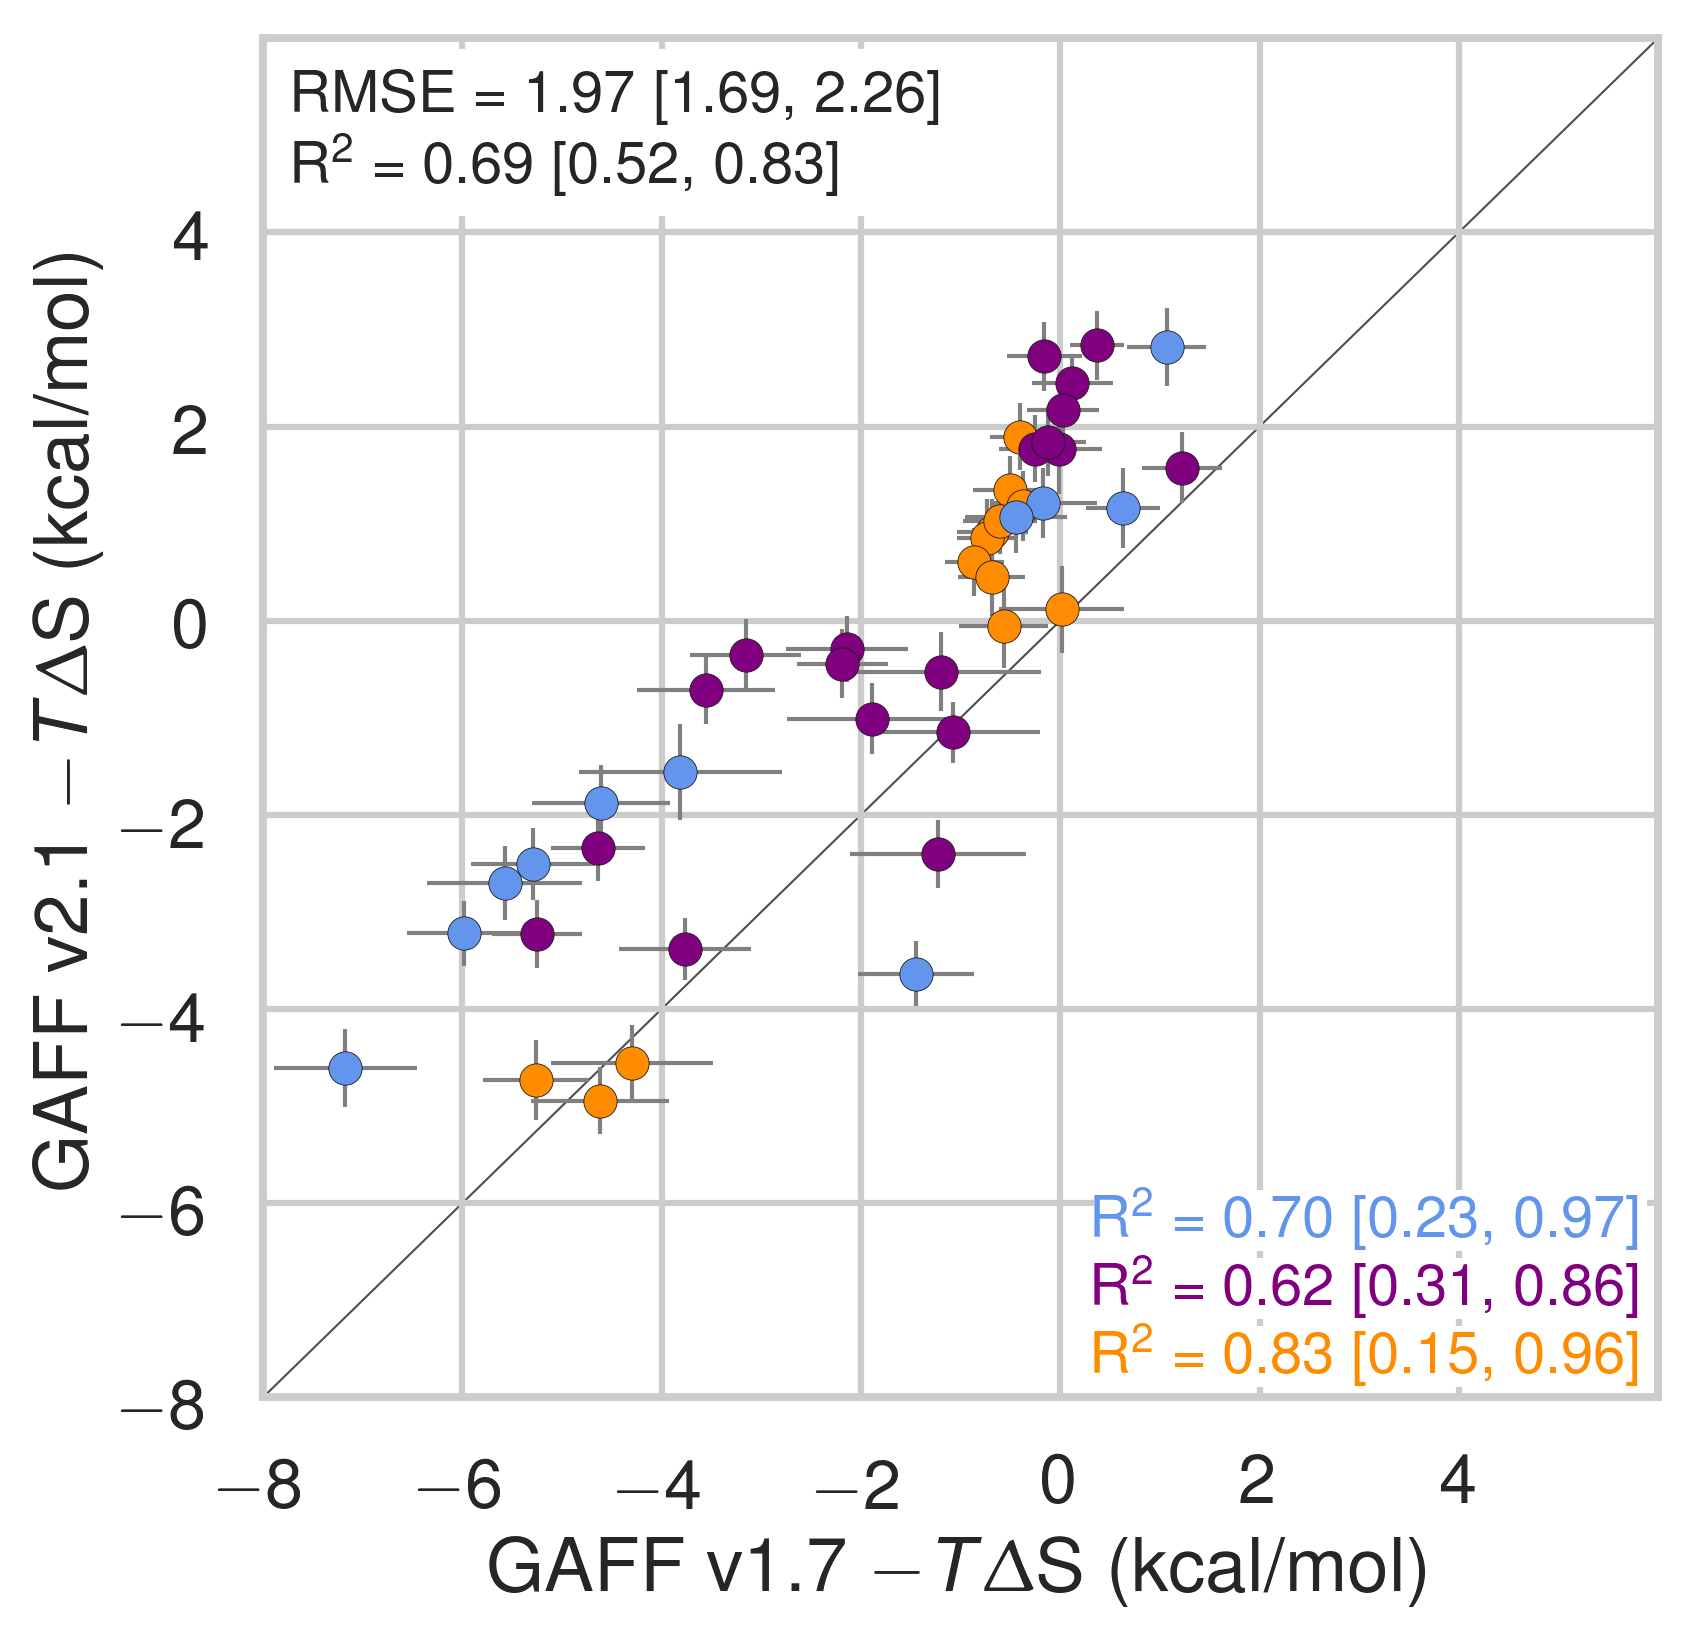 RMSE = 1.97 [1.69, 2.26]
R² = 0.69 [0.52, 0.83]
4
2
0
−2
−4
−6
−8
GAFF v2.1 −TΔS (kcal/mol)
R² = 0.70 [0.23, 0.97]
R² = 0.62 [0.31, 0.86]
R² = 0.83 [0.15, 0.96]
−8 −6 −4 −2 0 2 4
GAFF v1.7 −TΔS (kcal/mol)